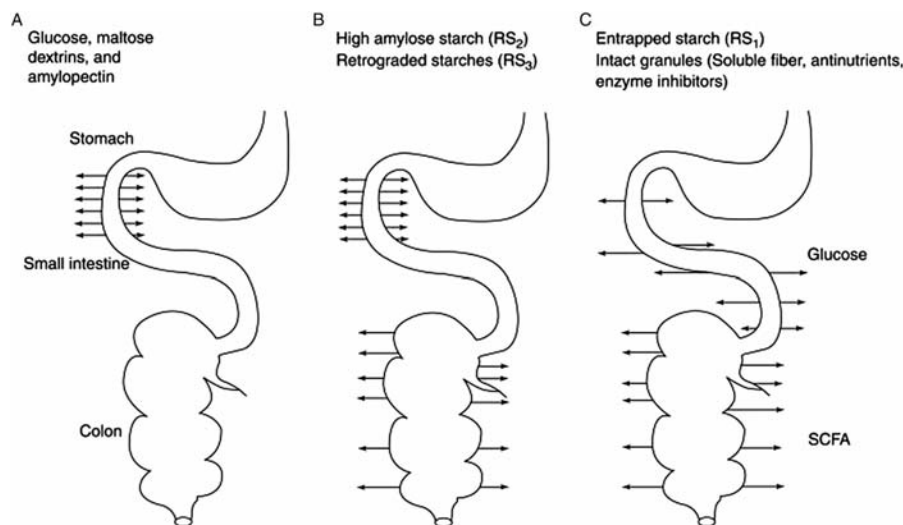 A
Glucose, maltose
dextrins, and
amylopectin
Stomach
Small intestine
Colon
B
High amylose starch (RS₂)
Retrograded starches (RS₃)
C
Entrapped starch (RS₁)
Intact granules (Soluble fiber, antinutrients,
enzyme inhibitors)
Glucose
SCFA